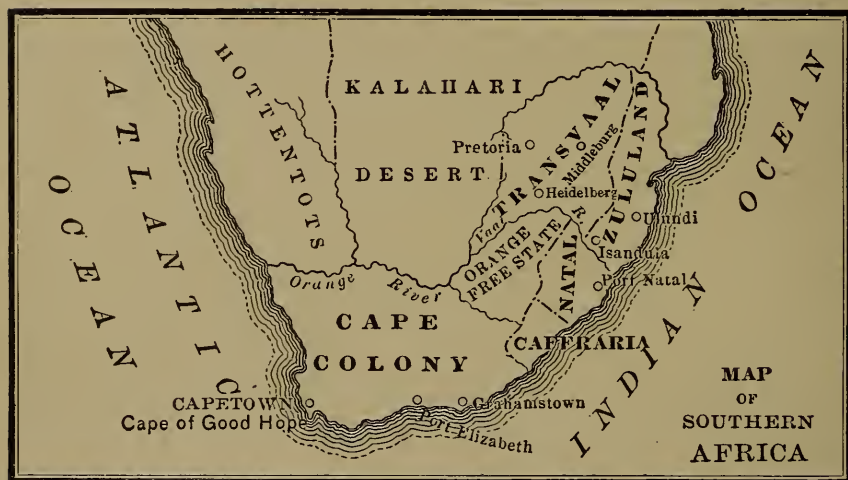 ATLANTIC
OCEAN
HOTTENTOTS
KALAHARI
DESERT
Pretoria
TRANSVAAL
Middleburg
Heidelberg
ZULULAND
Ulundi
Vaal
R
ORANGE
FREE STATE
Isandula
NATAL
Port Natal
Orange River
CAPE
COLONY
CAFFRARIA
CAPETOWN
Cape of Good Hope
Port Elizabeth
Grahamstown
INDIAN
OCEAN
MAP
OF
SOUTHERN
AFRICA